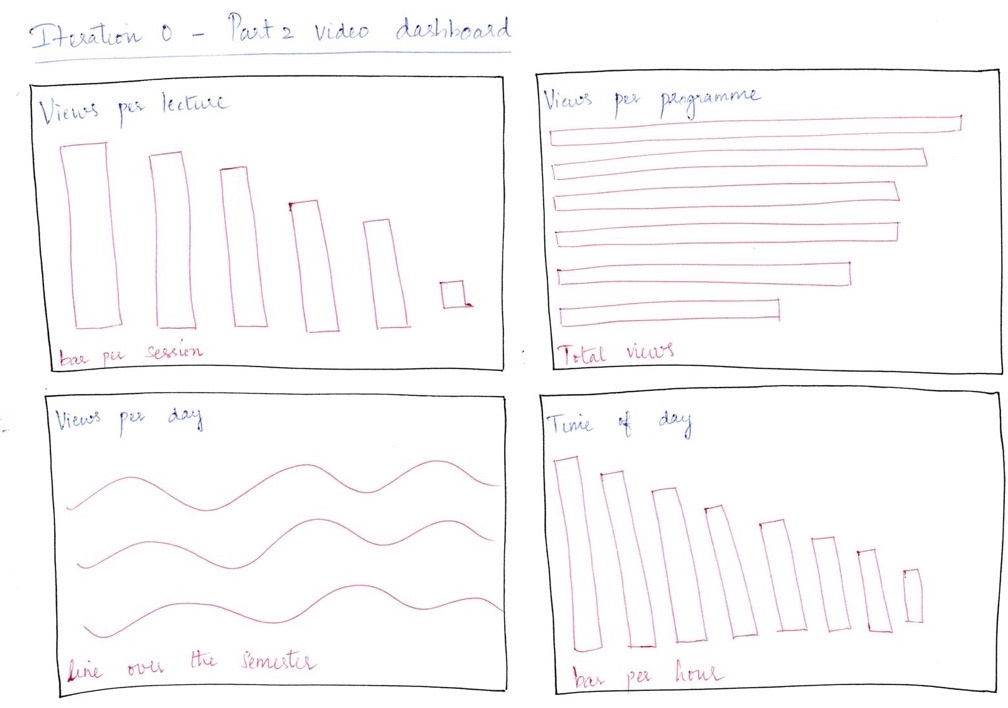 Iteration 0 - Part 2 video dashboard
Views per lecture
bar per session
Views per programme
Total views
Views per day
line over the semester
Time of day
bar per hour